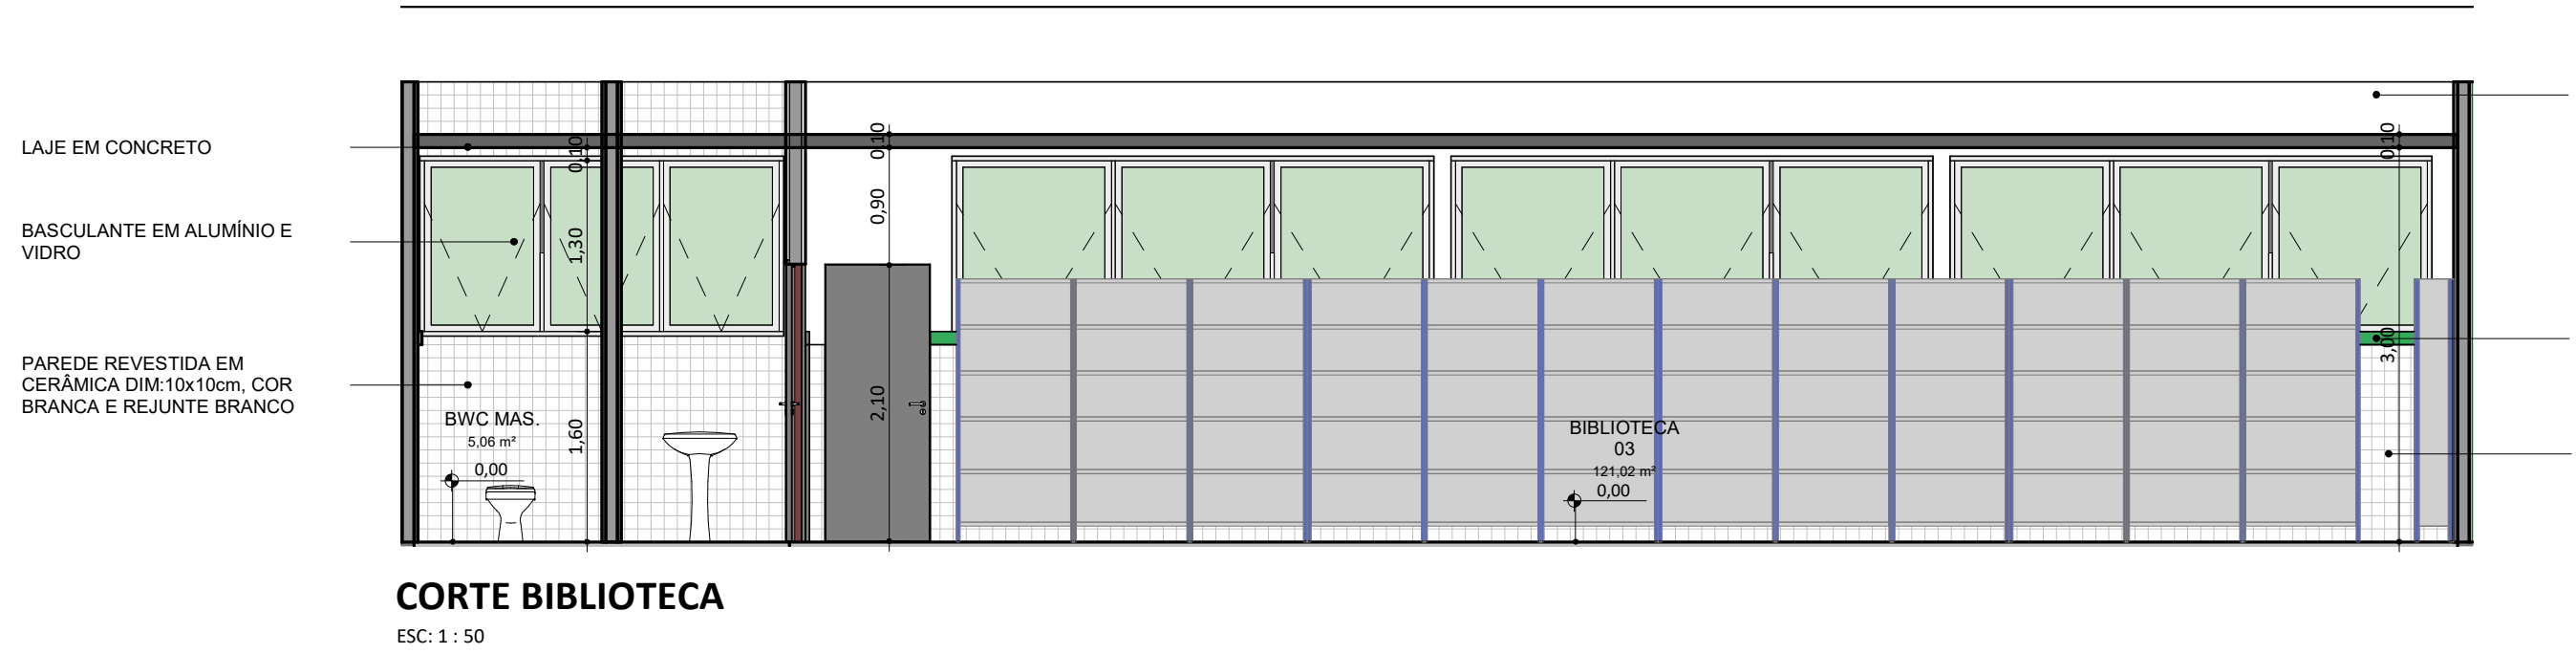 LAJE EM CONCRETO
BASCULANTE EM ALUMÍNIO E
VIDRO
PAREDE REVESTIDA EM
CERÂMICA DIM:10x10cm, COR
BRANCA E REJUNTE BRANCO
0,10
1,30
1,60
BWC MAS.
5,06 m²
0,00
0,10
0,90
2,10
BIBLIOTECA
03
121,02 m²
0,00
0,10
3,00
CORTE BIBLIOTECA
ESC: 1 : 50